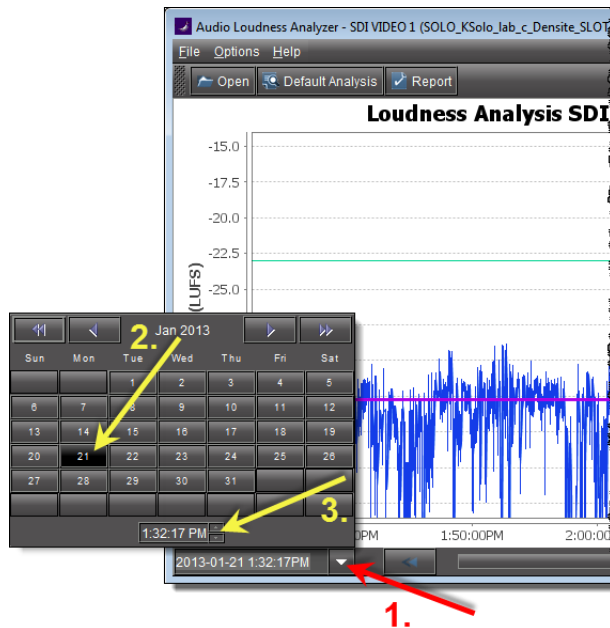 Audio Loudness Analyzer - SDI VIDEO 1 (SOLO_KSolo_lab_c_Densite_SLOT
File Options Help
Open Default Analysis Report
Loudness Analysis SDI
-15.0
-17.5
-20.0
-22.5
-25.0
(LUFS)
2. Jan 2013
Sun Mon Tue Wed Thu Fri Sat
1 2 3 4 5
6 7 8 9 10 11 12
13 14 15 16 17 18 19
20 21 22 23 24 25 26
27 28 29 30 31
3.
1:32:17 PM
0PM 1:50:00PM 2:00:0
2013-01-21 1:32:17PM
1.